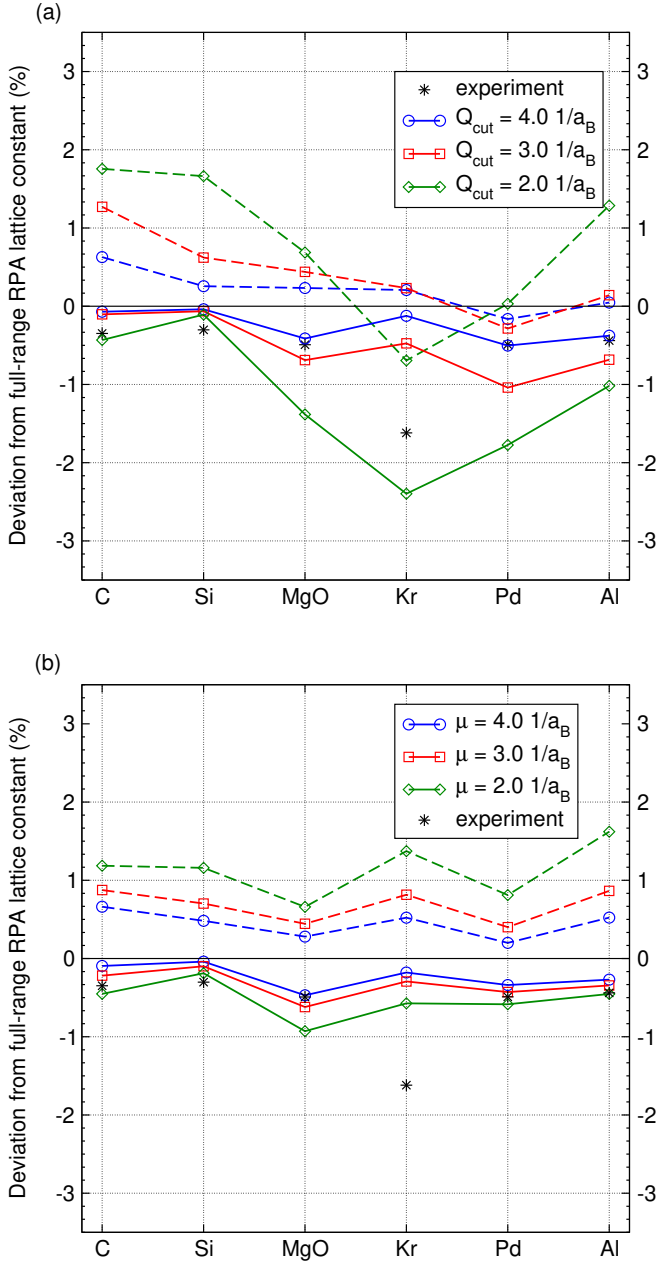 (a)
Deviation from full-range RPA lattice constant (%)
3
2
1
0
-1
-2
-3
3
2
1
0
-1
-2
-3
experiment
Q_cut = 4.0 1/a_B
Q_cut = 3.0 1/a_B
Q_cut = 2.0 1/a_B
C Si MgO Kr Pd Al
(b)
Deviation from full-range RPA lattice constant (%)
3
2
1
0
-1
-2
-3
3
2
1
0
-1
-2
-3
μ = 4.0 1/a_B
μ = 3.0 1/a_B
μ = 2.0 1/a_B
experiment
C Si MgO Kr Pd Al